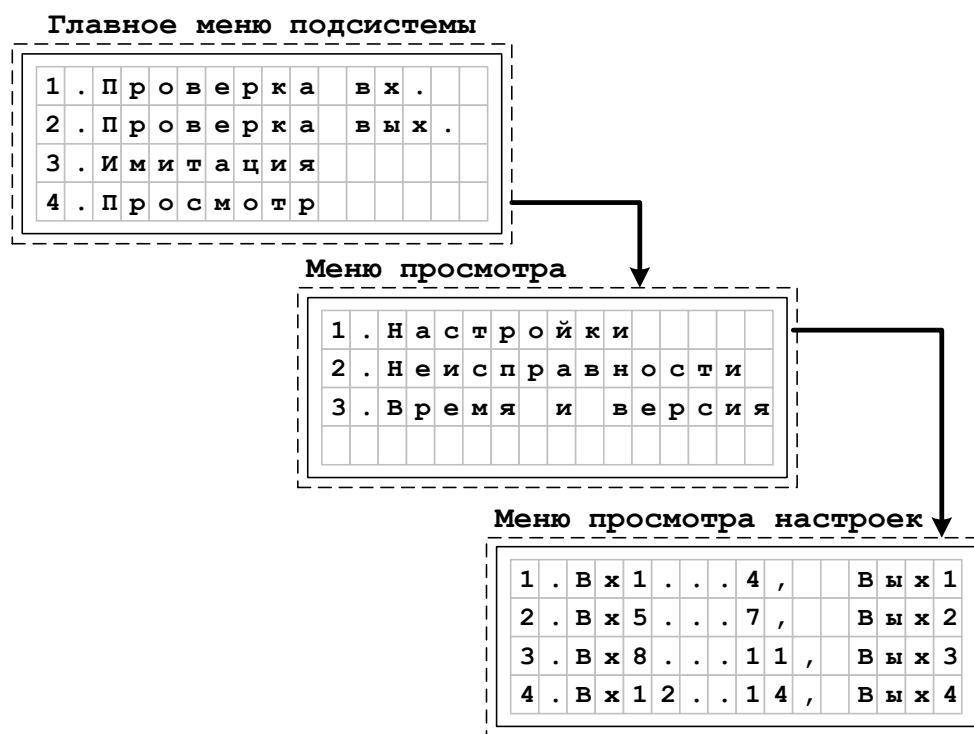 Главное меню подсистемы
1.Проверка вх.
2.Проверка вых.
3.Имитация
4.Просмотр
Меню просмотра
1.Настройки
2.Неисправности
3.Время и версия
Меню просмотра настроек
1.Вх1...4, Вых1
2.Вх5...7, Вых2
3.Вх8...11, Вых3
4.Вх12..14, Вых4